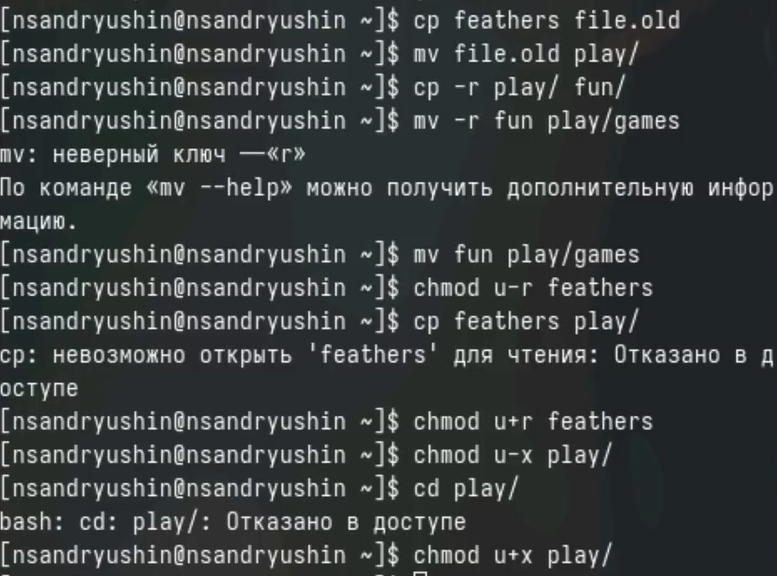 [nsandryushin@nsandryushin ~]$ cp feathers file.old
[nsandryushin@nsandryushin ~]$ mv file.old play/
[nsandryushin@nsandryushin ~]$ cp -r play/ fun/
[nsandryushin@nsandryushin ~]$ mv -r fun play/games
mv: неверный ключ —«r»
По команде «mv --help» можно получить дополнительную инфор
мацию.
[nsandryushin@nsandryushin ~]$ mv fun play/games
[nsandryushin@nsandryushin ~]$ chmod u-r feathers
[nsandryushin@nsandryushin ~]$ cp feathers play/
cp: невозможно открыть 'feathers' для чтения: Отказано в д
оступе
[nsandryushin@nsandryushin ~]$ chmod u+r feathers
[nsandryushin@nsandryushin ~]$ chmod u-x play/
[nsandryushin@nsandryushin ~]$ cd play/
bash: cd: play/: Отказано в доступе
[nsandryushin@nsandryushin ~]$ chmod u+x play/